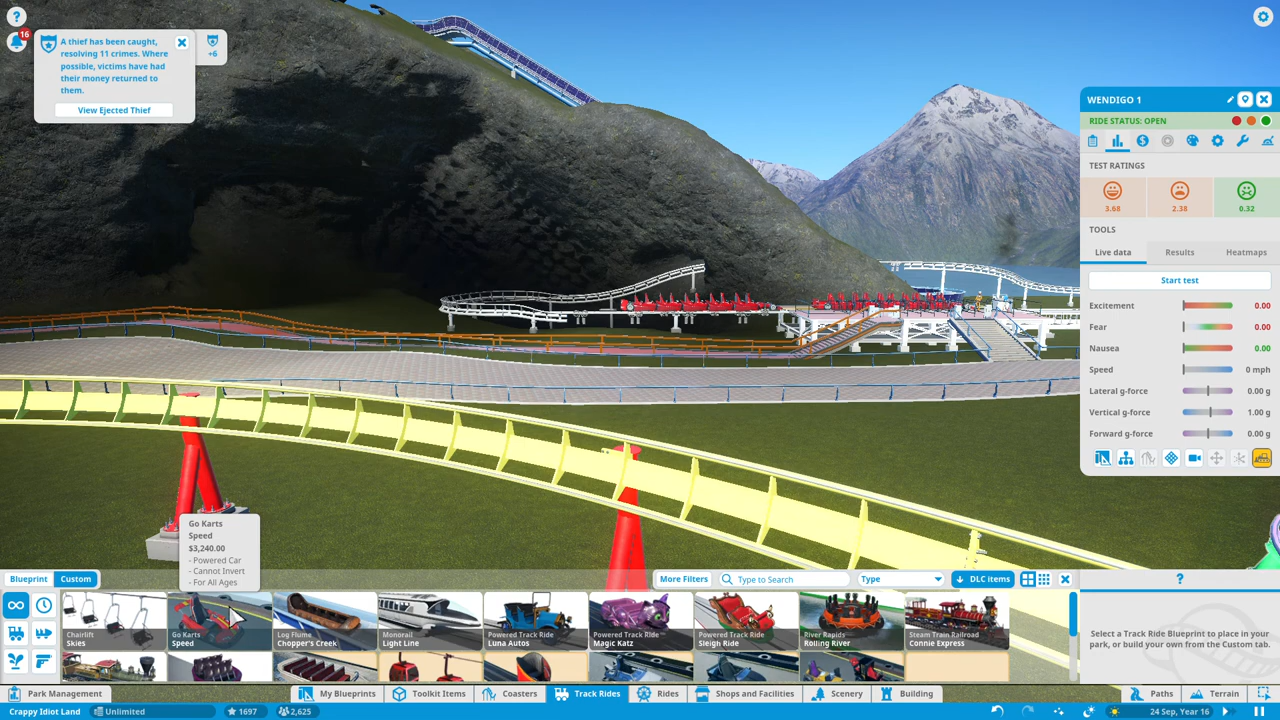 ?
16
A thief has been caught,
resolving 11 crimes. Where
possible, victims have had
their money returned to
them.
View Ejected Thief
+6
WENDIGO 1
RIDE STATUS: OPEN
TEST RATINGS
3.68
2.38
0.32
TOOLS
Live data
Results
Heatmaps
Start test
Excitement 0.00
Fear 0.00
Nausea 0.00
Speed 0 mph
Lateral g-force 0.00 g
Vertical g-force 1.00 g
Forward g-force 0.00 g
Go Karts
Speed
$3,240.00
- Powered Car
- Cannot Invert
- For All Ages
Blueprint
Custom
More Filters
Type to Search
Type
DLC items
?
Chairlift
Skies
Go Karts
Speed
Log Flume
Chopper's Creek
Monorail
Light Line
Powered Track Ride
Luna Autos
Powered Track Ride
Magic Katz
Powered Track Ride
Sleigh Ride
River Rapids
Rolling River
Steam Train Railroad
Connie Express
Select a Track Ride Blueprint to place in your
park, or build your own from the Custom tab.
Park Management
My Blueprints
Toolkit Items
Coasters
Track Rides
Rides
Shops and Facilities
Scenery
Building
Paths
Terrain
Crappy Idiot Land
Unlimited
1697
2,625
24 Sep, Year 16